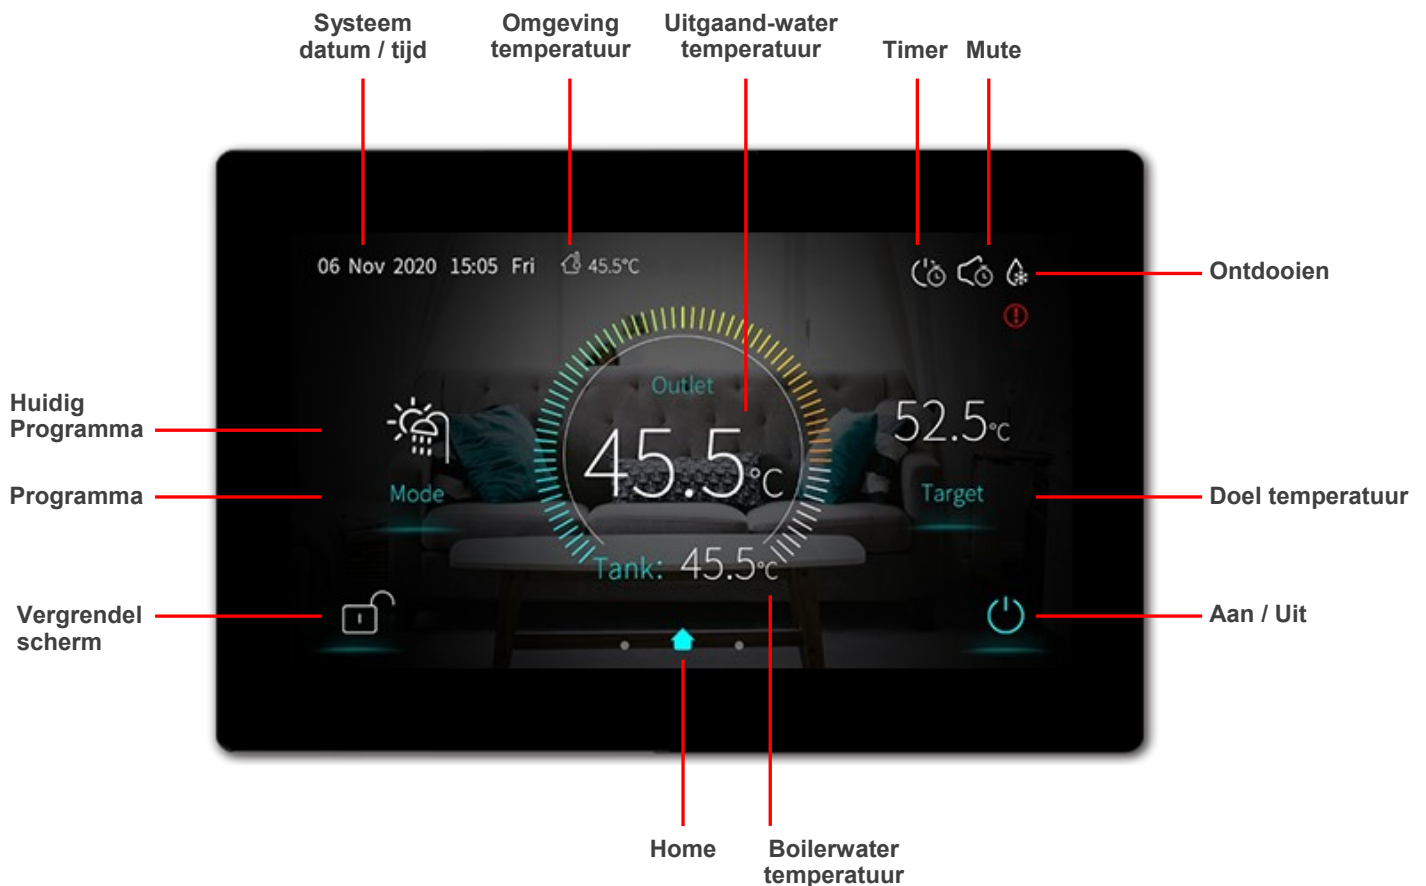 Systeem
datum / tijd
Omgeving
temperatuur
Uitgaand-water
temperatuur
Timer
Mute
06 Nov 2020 15:05 Fri
45.5°C
Ontdooien
Outlet
45.5°C
52.5°C
Huidig
Programma
Programma
Mode
Target
Doel temperatuur
Tank: 45.5°C
Vergrendel
scherm
Aan / Uit
Home
Boilerwater
temperatuur